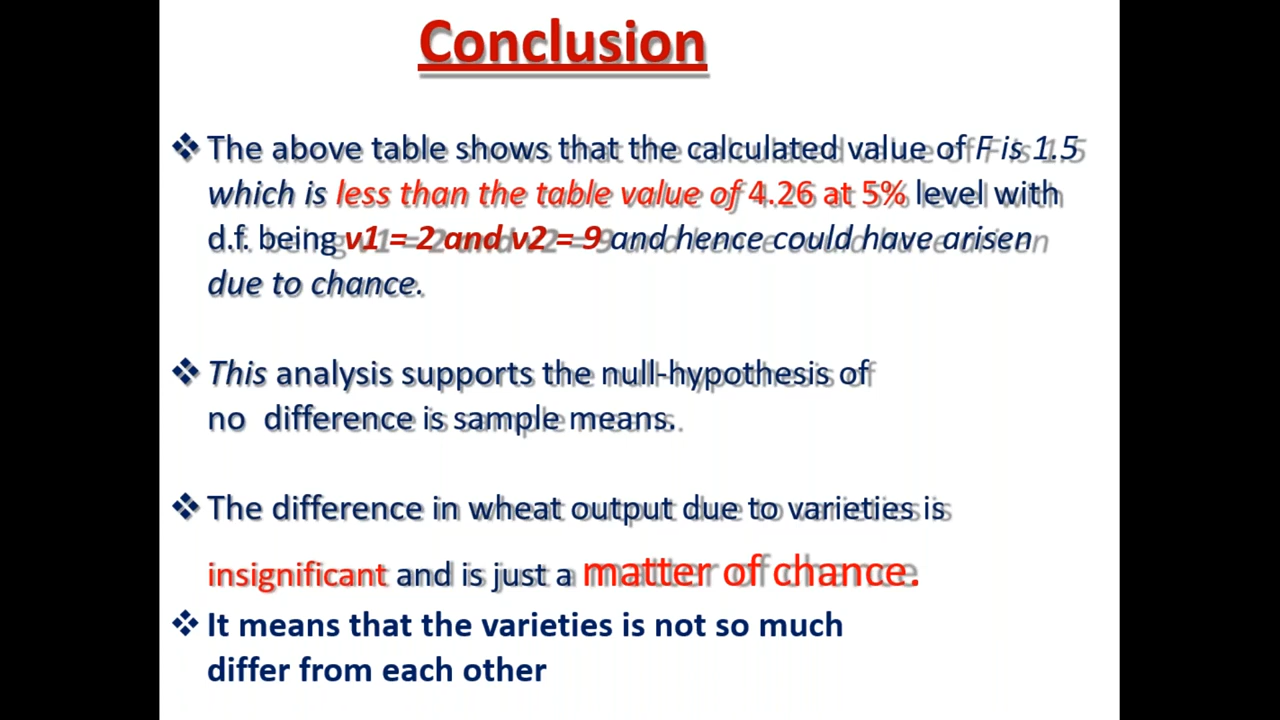 Conclusion
❖ The above table shows that the calculated value of F is 1.5
which is less than the table value of 4.26 at 5% level with
d.f. being v1 = 2 and v2 = 9 and hence could have arisen
due to chance.
❖ This analysis supports the null-hypothesis of
no difference is sample means.
❖ The difference in wheat output due to varieties is
insignificant and is just a matter of chance.
❖ It means that the varieties is not so much
differ from each other